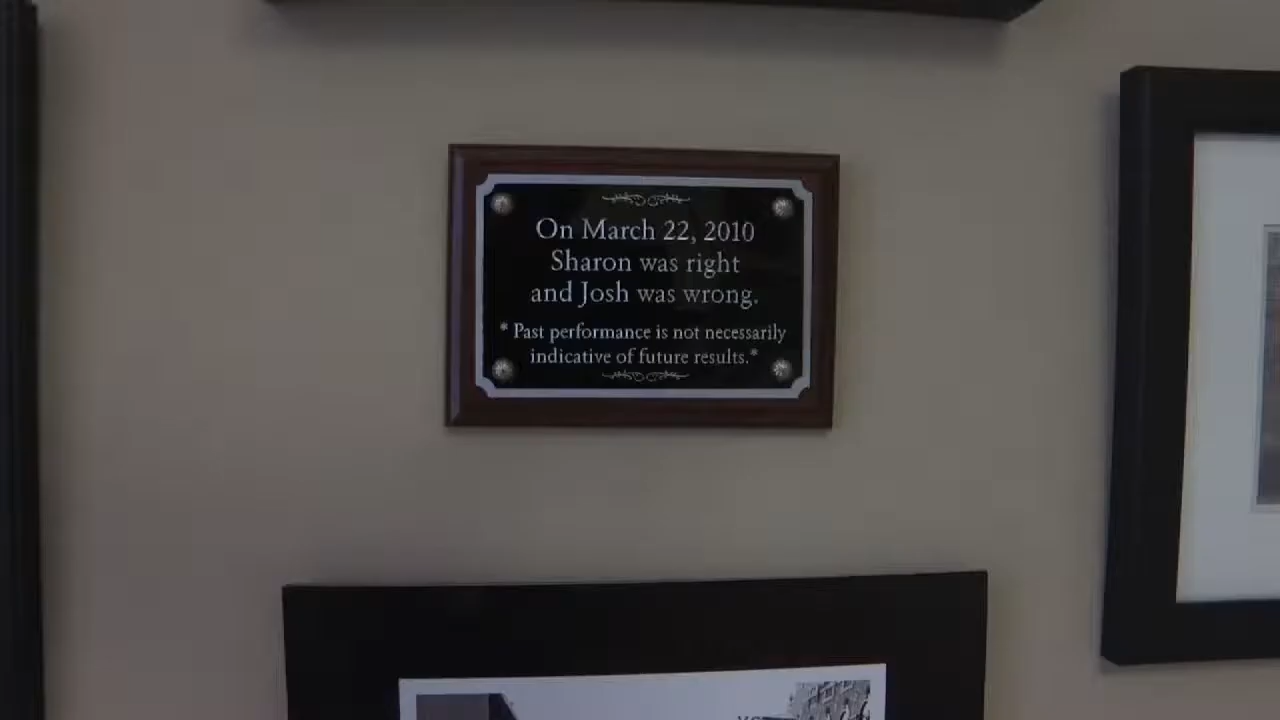 On March 22, 2010
Sharon was right
and Josh was wrong.
* Past performance is not necessarily
indicative of future results.*